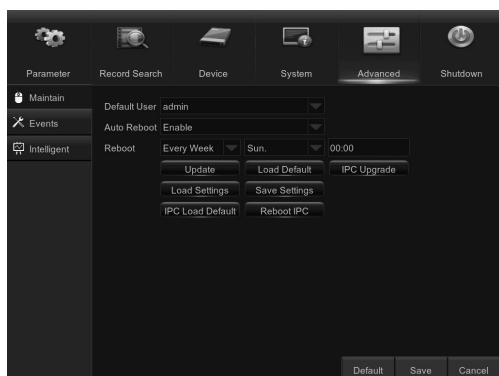 Parameter Record Search Device System Advanced Shutdown
Maintain
Events
Intelligent
Default User admin
Auto Reboot Enable
Reboot Every Week Sun. 00:00
Update Load Default IPC Upgrade
Load Settings Save Settings
IPC Load Default Reboot IPC
Default Save Cancel